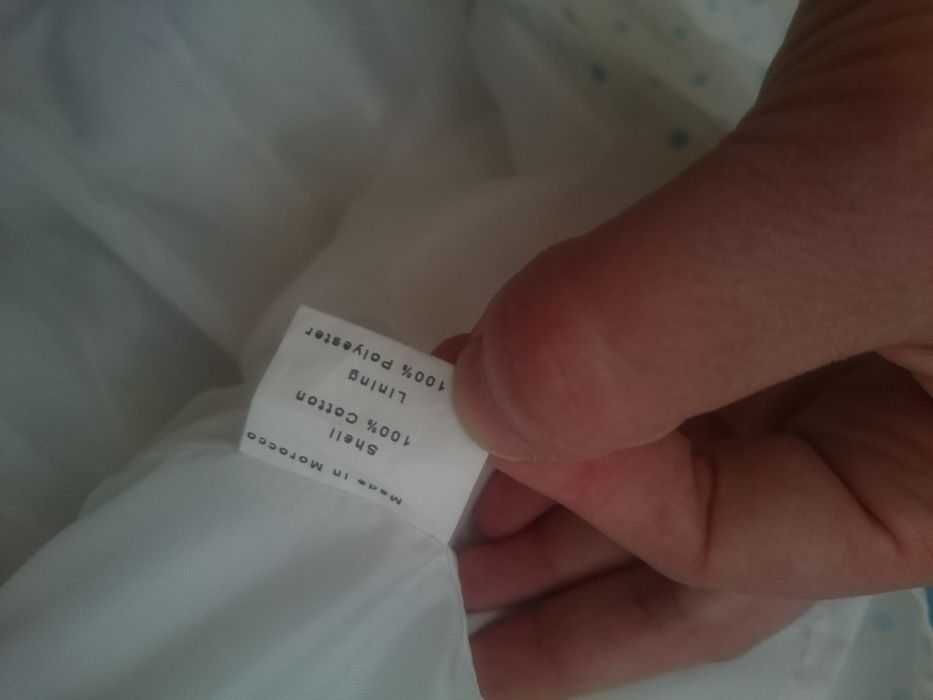 Made in Morocco
Shell
100% Cotton
Lining
100% Polyester